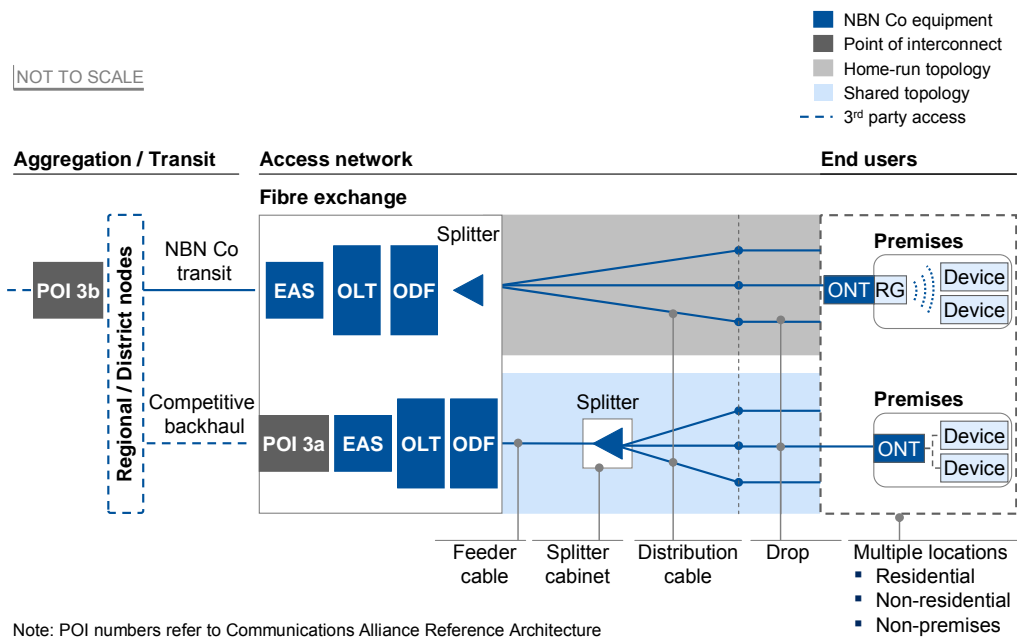 NBN Co equipment
Point of interconnect
NOT TO SCALE
Home-run topology
Shared topology
3rd party access
Aggregation / Transit
Access network
End users
Fibre exchange
Regional / District nodes
POI 3b
NBN Co
transit
EAS
OLT
ODF
Splitter
Premises
ONT
RG
Device
Device
Competitive
backhaul
POI 3a
EAS
OLT
ODF
Splitter
Premises
ONT
Device
Device
Feeder
cable
Splitter
cabinet
Distribution
cable
Drop
Multiple locations
▪ Residential
▪ Non-residential
▪ Non-premises
Note: POI numbers refer to Communications Alliance Reference Architecture